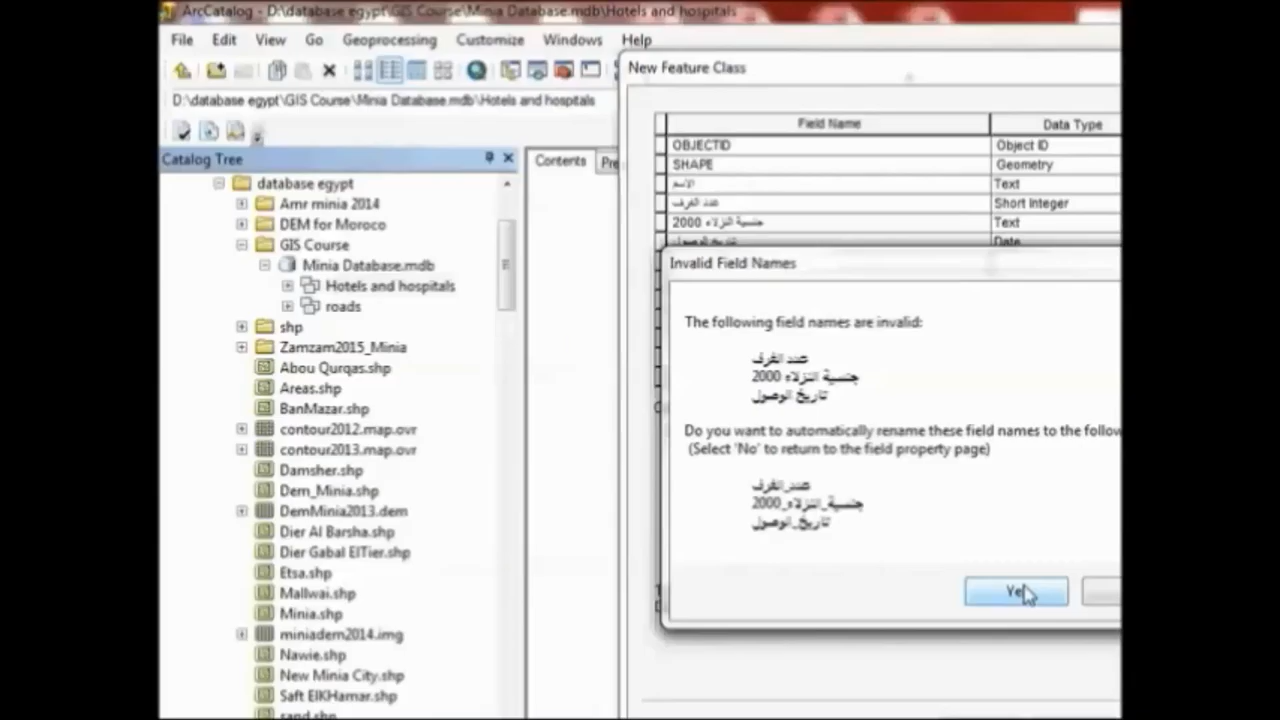 ArcCatalog - D:\database egypt\GIS Course\Minia Database.mdb\Hotels and hospitals
File Edit View Go Geoprocessing Customize Windows Help
D:\database egypt\GIS Course\Minia Database.mdb\Hotels and hospitals
Catalog Tree
database egypt
Amr minia 2014
DEM for Moroco
GIS Course
Minia Database.mdb
Hotels and hospitals
roads
shp
Zamzam2015_Minia
Abou Qurqas.shp
Areas.shp
BanMazar.shp
contour2012.map.ovr
contour2013.map.ovr
Damsher.shp
Dem_Minia.shp
DemMinia2013.dem
Dier Al Barsha.shp
Dier Gabal ElTier.shp
Etsa.shp
Mallwai.shp
Minia.shp
miniadem2014.img
Nawie.shp
New Minia City.shp
Saft ElKHamar.shp
sand.shp
Contents Pre
New Feature Class
Field Name Data Type
OBJECTID Object ID
SHAPE Geometry
الاسم Text
عدد الغرف Short Integer
جنسية النزلاء 2000 Text
تاريخ الوصول Date
Invalid Field Names
The following field names are invalid:
عدد الغرف
جنسية النزلاء 2000
تاريخ الوصول
Do you want to automatically rename these field names to the follow
(Select 'No' to return to the field property page)
عدد_الغرف
جنسية_النزلاء_2000
تاريخ_الوصول
Ye